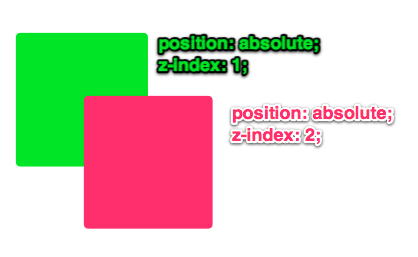 position: absolute;
z-index: 1;
position: absolute;
z-index: 2;